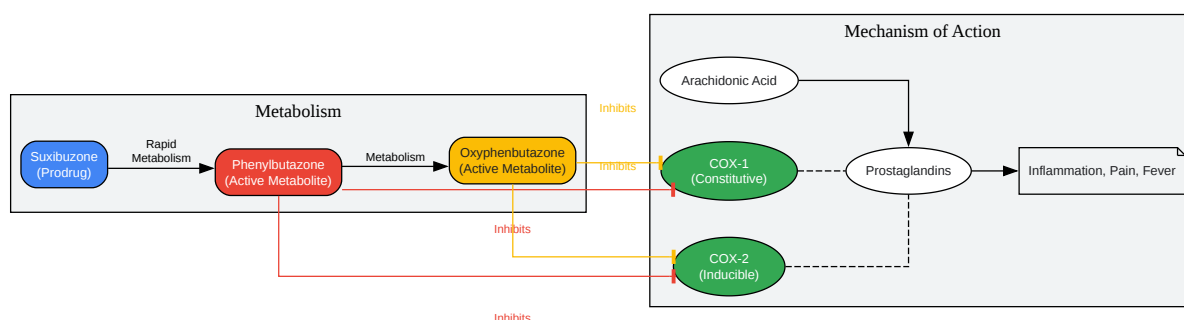 Mechanism of Action
Arachidonic Acid
Inhibits
Metabolism
Rapid
Metabolism
Suxibuzone
(Prodrug)
Phenylbutazone
(Active Metabolite)
Metabolism
Oxyphenbutazone
(Active Metabolite)
Inhibits
COX-1
(Constitutive)
Prostaglandins
Inflammation, Pain, Fever
Inhibits
COX-2
(Inducible)
Inhibits